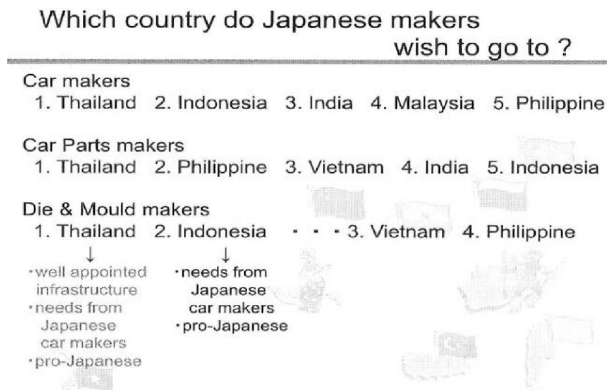 Which country do Japanese makers
wish to go to ?
Car makers
1. Thailand 2. Indonesia 3. India 4. Malaysia 5. Philippine
Car Parts makers
1. Thailand 2. Philippine 3. Vietnam 4. India 5. Indonesia
Die & Mould makers
1. Thailand 2. Indonesia ・・・3. Vietnam 4. Philippine
↓ ↓
・well appointed
infrastructure
・needs from
Japanese
car makers
・pro-Japanese
・needs from
Japanese
car makers
・pro-Japanese